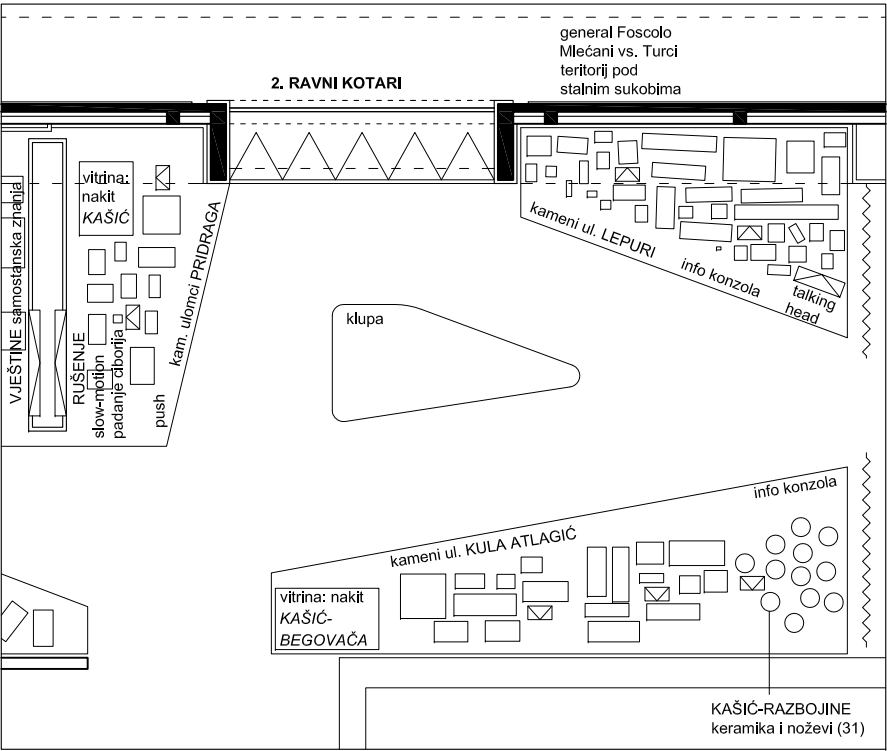 general Foscolo
Mlećani vs. Turci
teritorij pod
stalnim sukobima
2. RAVNI KOTARI
vitrina:
nakit
KAŠIĆ
VJEŠTINE samostanska znanja
RUŠENJE
slow-motion
padanje ciborija
push
kam. ulomci PRIDRAGA
klupa
kameni ul. LEPURI
info konzola
talking
head
kameni ul. KULA ATLAGIĆ
info konzola
vitrina: nakit
KAŠIĆ-
BEGOVAČA
KAŠIĆ-RAZBOJINE
keramika i noževi (31)